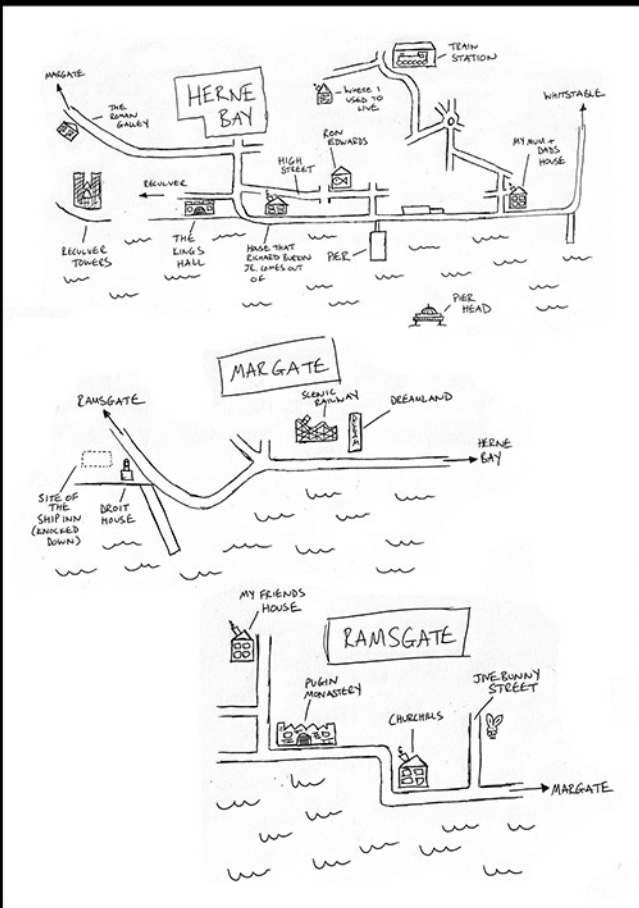 TRAIN
STATION
MARGATE
THE
ROMAN
GALLEY
HERNE
BAY
WHERE I
USED TO
LIVE
WHITSTABLE
RON
EDWARDS
MY MUM +
DADS
HOUSE
HIGH
STREET
RECULVER
RECULVER
TOWERS
THE
KINGS
HALL
HOUSE THAT
RICHARD BURTON
JR. COMES OUT
OF
PIER
PIER
HEAD
MARGATE
RAMSGATE
SCENIC
RAILWAY
DREAMLAND
DREAM
HERNE
BAY
SITE OF
THE
SHIP INN
(KNOCKED
DOWN)
DROIT
HOUSE
MY FRIENDS
HOUSE
RAMSGATE
PUGIN
MONASTERY
JIVE BUNNY
STREET
CHURCHILLS
MARGATE